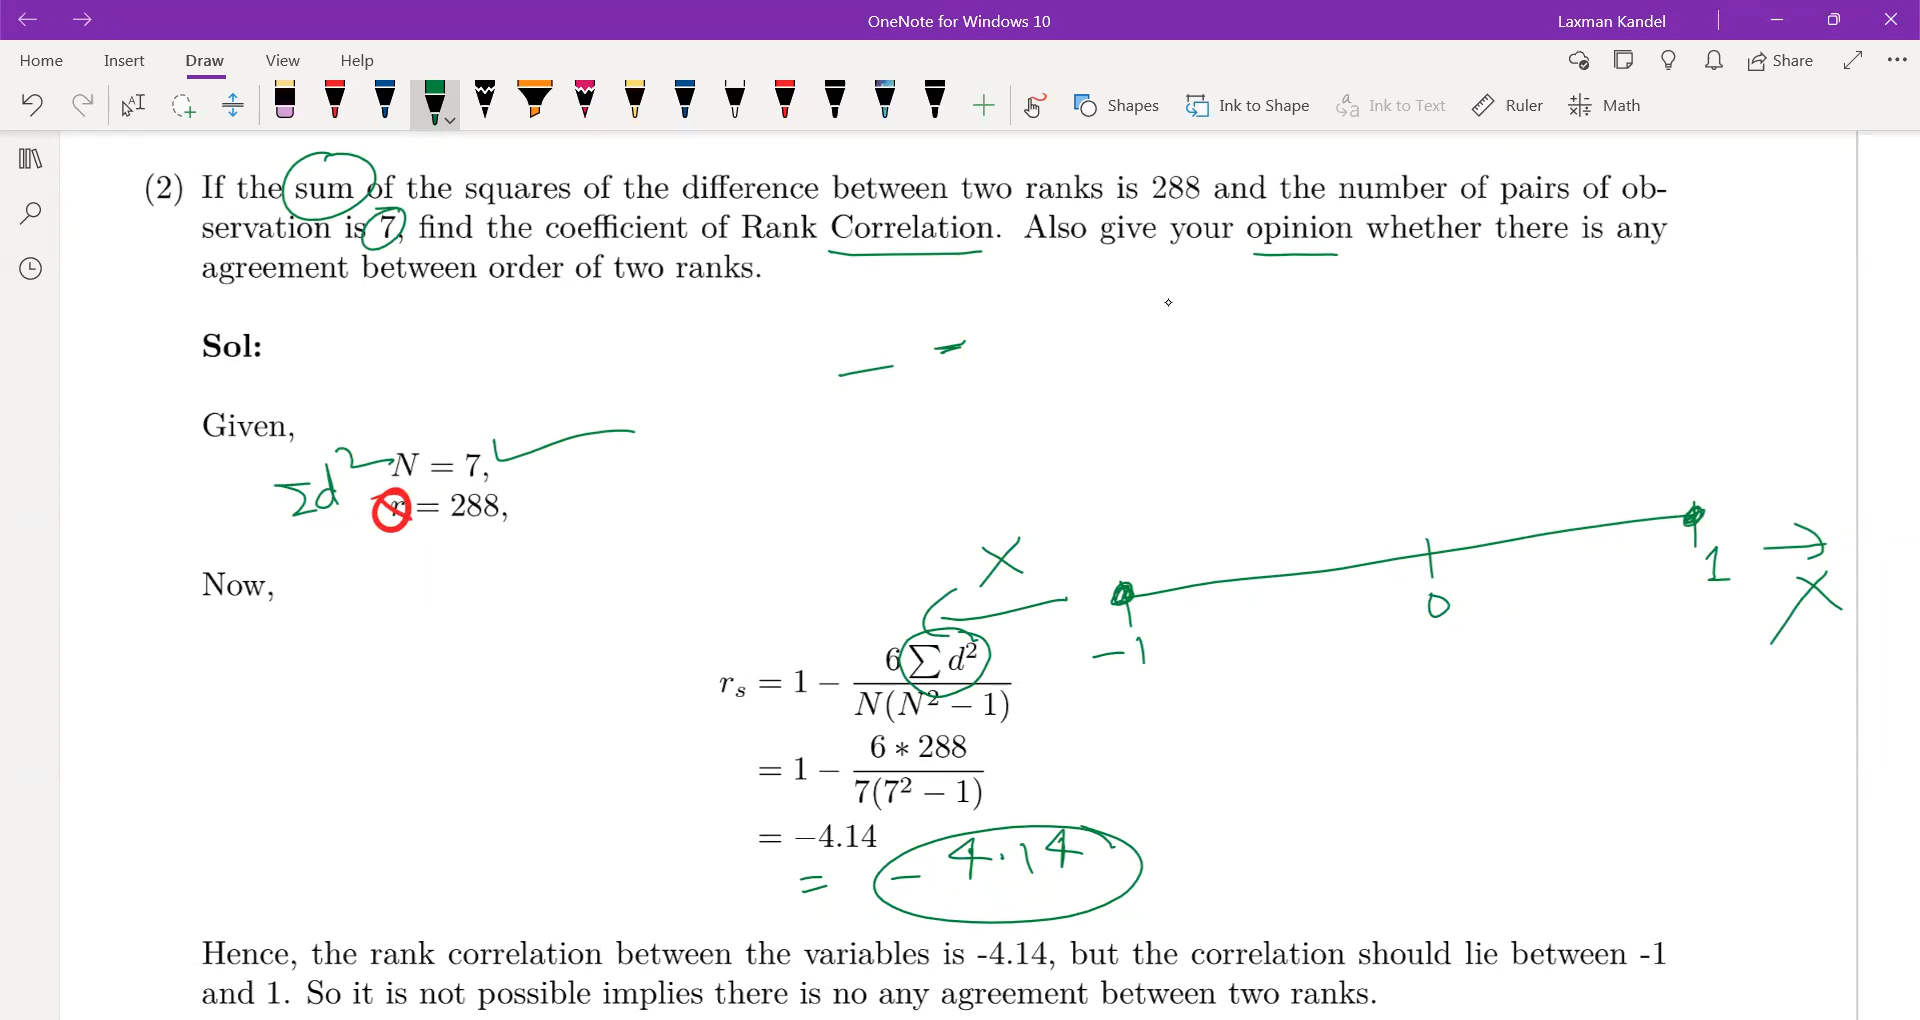 OneNote for Windows 10
Laxman Kandel
Home Insert Draw View Help
Share
Shapes Ink to Shape Ink to Text Ruler Math
(2) If the sum of the squares of the difference between two ranks is 288 and the number of pairs of ob-
servation is 7, find the coefficient of Rank Correlation. Also give your opinion whether there is any
agreement between order of two ranks.
Sol:
Given,
N = 7,
Σd² r = 288,
Now,
X
-1 0 1 X
r_s = 1 − 6 ∑ d² / N(N² − 1)
= 1 − 6 ∗ 288 / 7(7² − 1)
= −4.14
= - 4.14
Hence, the rank correlation between the variables is -4.14, but the correlation should lie between -1
and 1. So it is not possible implies there is no any agreement between two ranks.